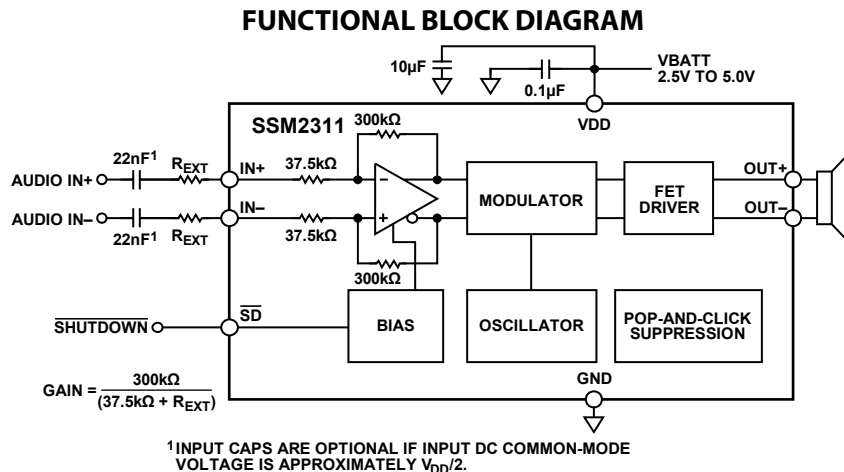 FUNCTIONAL BLOCK DIAGRAM
10µF
0.1µF
VBATT
2.5V TO 5.0V
VDD
SSM2311
300kΩ
22nF1
REXT
IN+
37.5kΩ
AUDIO IN+
AUDIO IN–
22nF1
REXT
IN–
37.5kΩ
300kΩ
–
+
MODULATOR
FET
DRIVER
OUT+
OUT–
SHUTDOWN
SD
BIAS
OSCILLATOR
POP-AND-CLICK
SUPPRESSION
GND
GAIN =
300kΩ
(37.5kΩ + REXT)
1 INPUT CAPS ARE OPTIONAL IF INPUT DC COMMON-MODE
VOLTAGE IS APPROXIMATELY VDD/2.